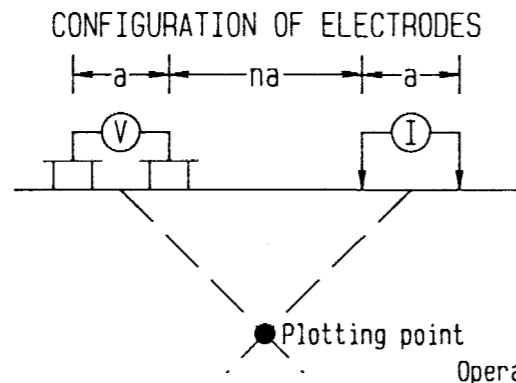 CONFIGURATION OF ELECTRODES
a na a
V I
Plotting point